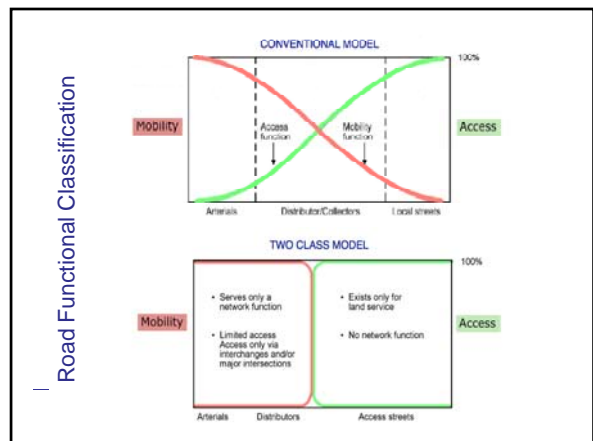 Road Functional Classification
CONVENTIONAL MODEL
100%
Mobility
Access
function
Mobility
function
Access
Arterials Distributor/Collectors Local streets
TWO CLASS MODEL
100%
• Serves only a
network function
• Limited access
Access only via
interchanges and/or
major intersections
• Exists only for
land service
• No network function
Mobility
Access
Arterials Distributors Access streets